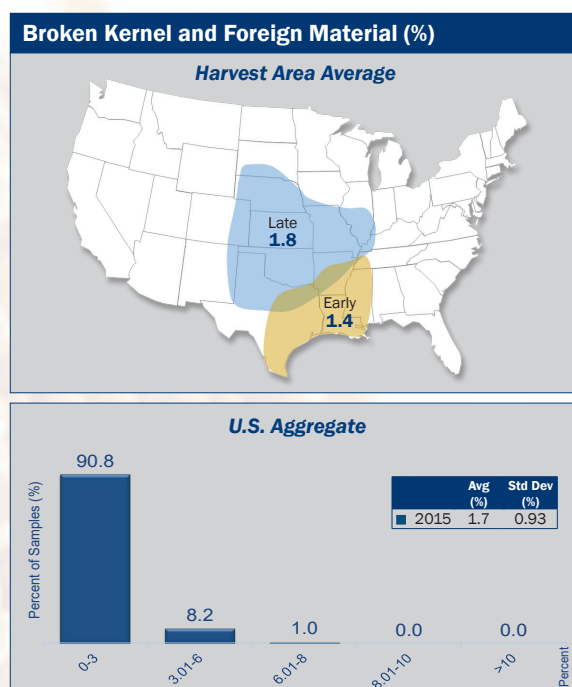 Broken Kernel and Foreign Material (%)
Harvest Area Average
Late
1.8
Early
1.4
U.S. Aggregate
Percent of Samples (%)
90.8
8.2
1.0
0.0
0.0
Avg Std Dev
(%) (%)
2015 1.7 0.93
0-3
3.01-6
6.01-8
8.01-10
>10
Percent